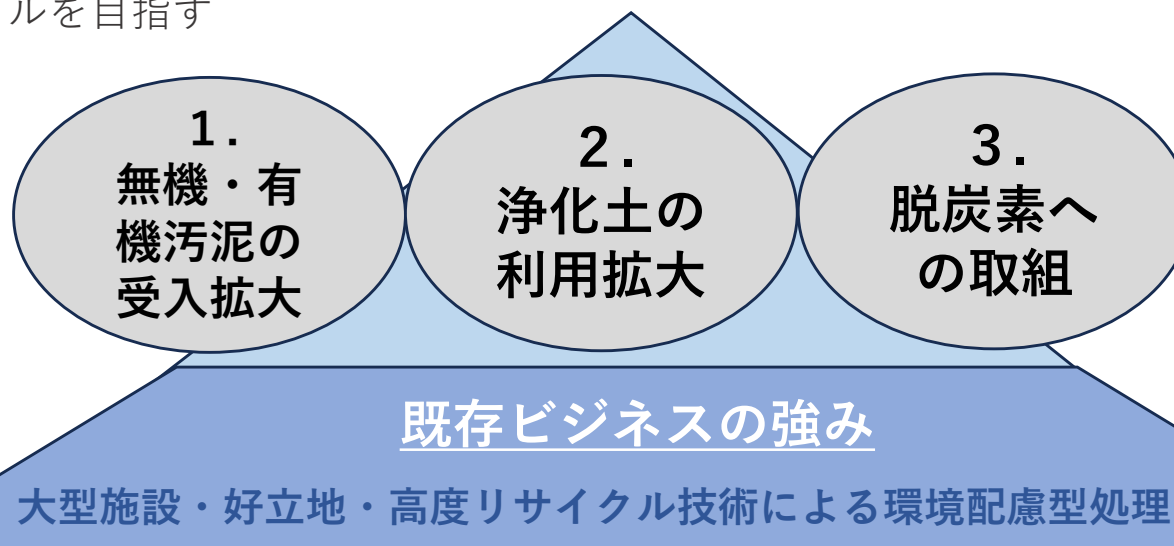 ルを目指す
1.
無機・有
機汚泥の
受入拡大
2.
浄化土の
利用拡大
3.
脱炭素へ
の取組
既存ビジネスの強み
大型施設・好立地・高度リサイクル技術による環境配慮型処理